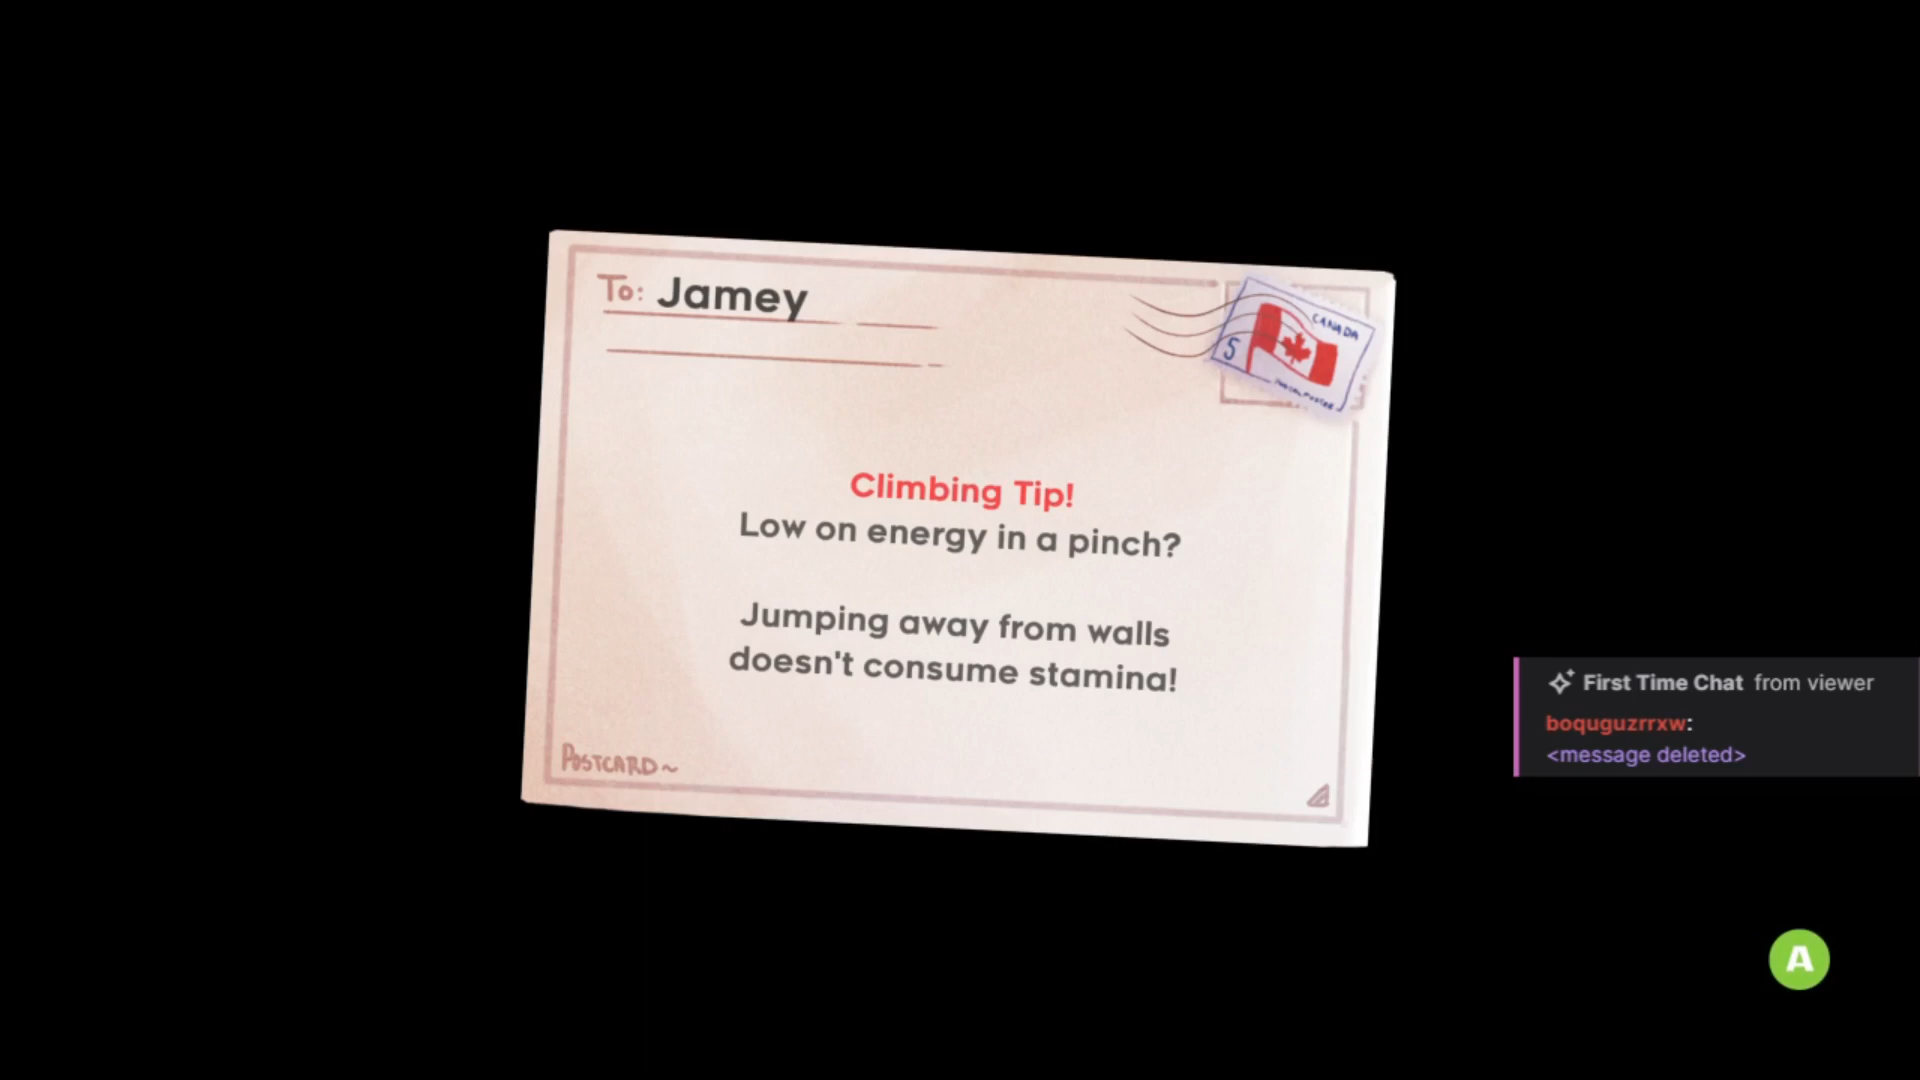 To: Jamey
CANADA
5
Climbing Tip!
Low on energy in a pinch?
Jumping away from walls
doesn't consume stamina!
POSTCARD~
First Time Chat from viewer
boquguzrrxw:
<message deleted>
A